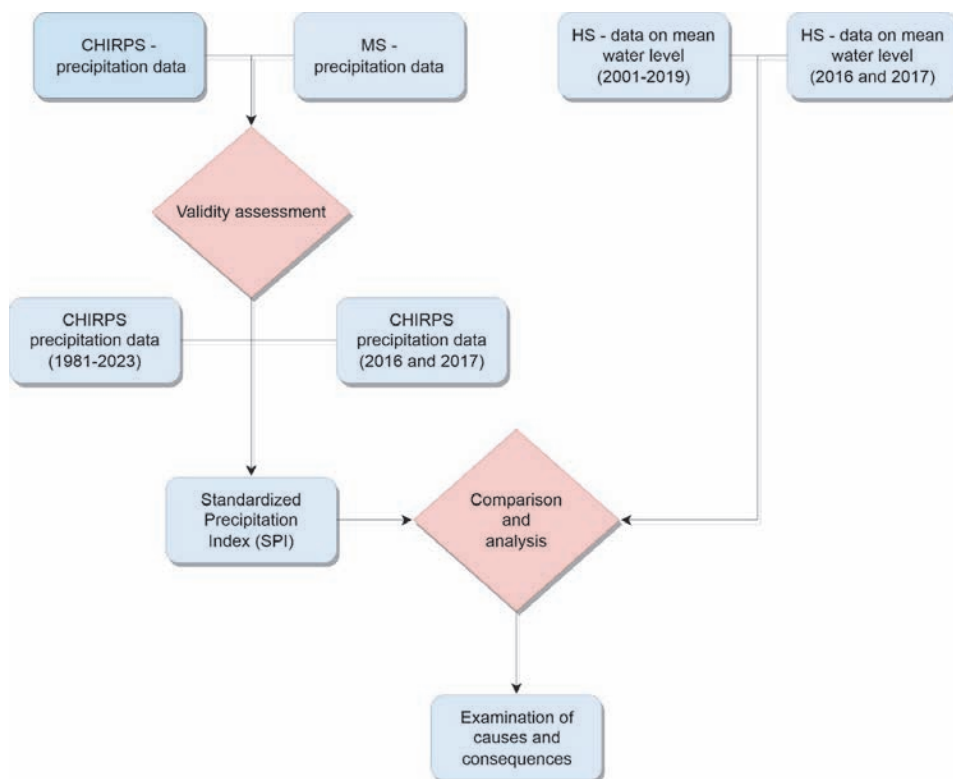 CHIRPS -
precipitation data
MS -
precipitation data
HS - data on mean
water level
(2001-2019)
HS - data on mean
water level
(2016 and 2017)
Validity assessment
CHIRPS
precipitation data
(1981-2023)
CHIRPS
precipitation data
(2016 and 2017)
Standardized
Precipitation
Index (SPI)
Comparison
and
analysis
Examination of
causes and
consequences